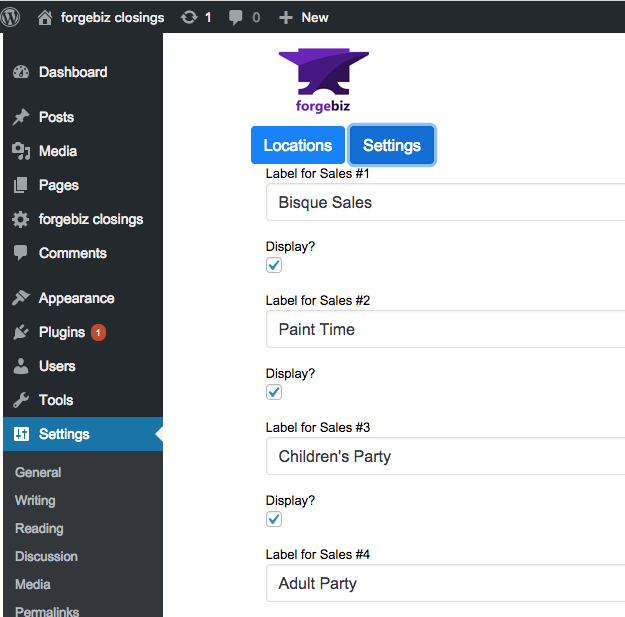 forgebiz closings 1 0 New
Dashboard
Posts
Media
Pages
forgebiz closings
Comments
Appearance
Plugins 1
Users
Tools
Settings
General
Writing
Reading
Discussion
Media
Permalinks
forgebiz
Locations Settings
Label for Sales #1
Bisque Sales
Display?
Label for Sales #2
Paint Time
Display?
Label for Sales #3
Children's Party
Display?
Label for Sales #4
Adult Party